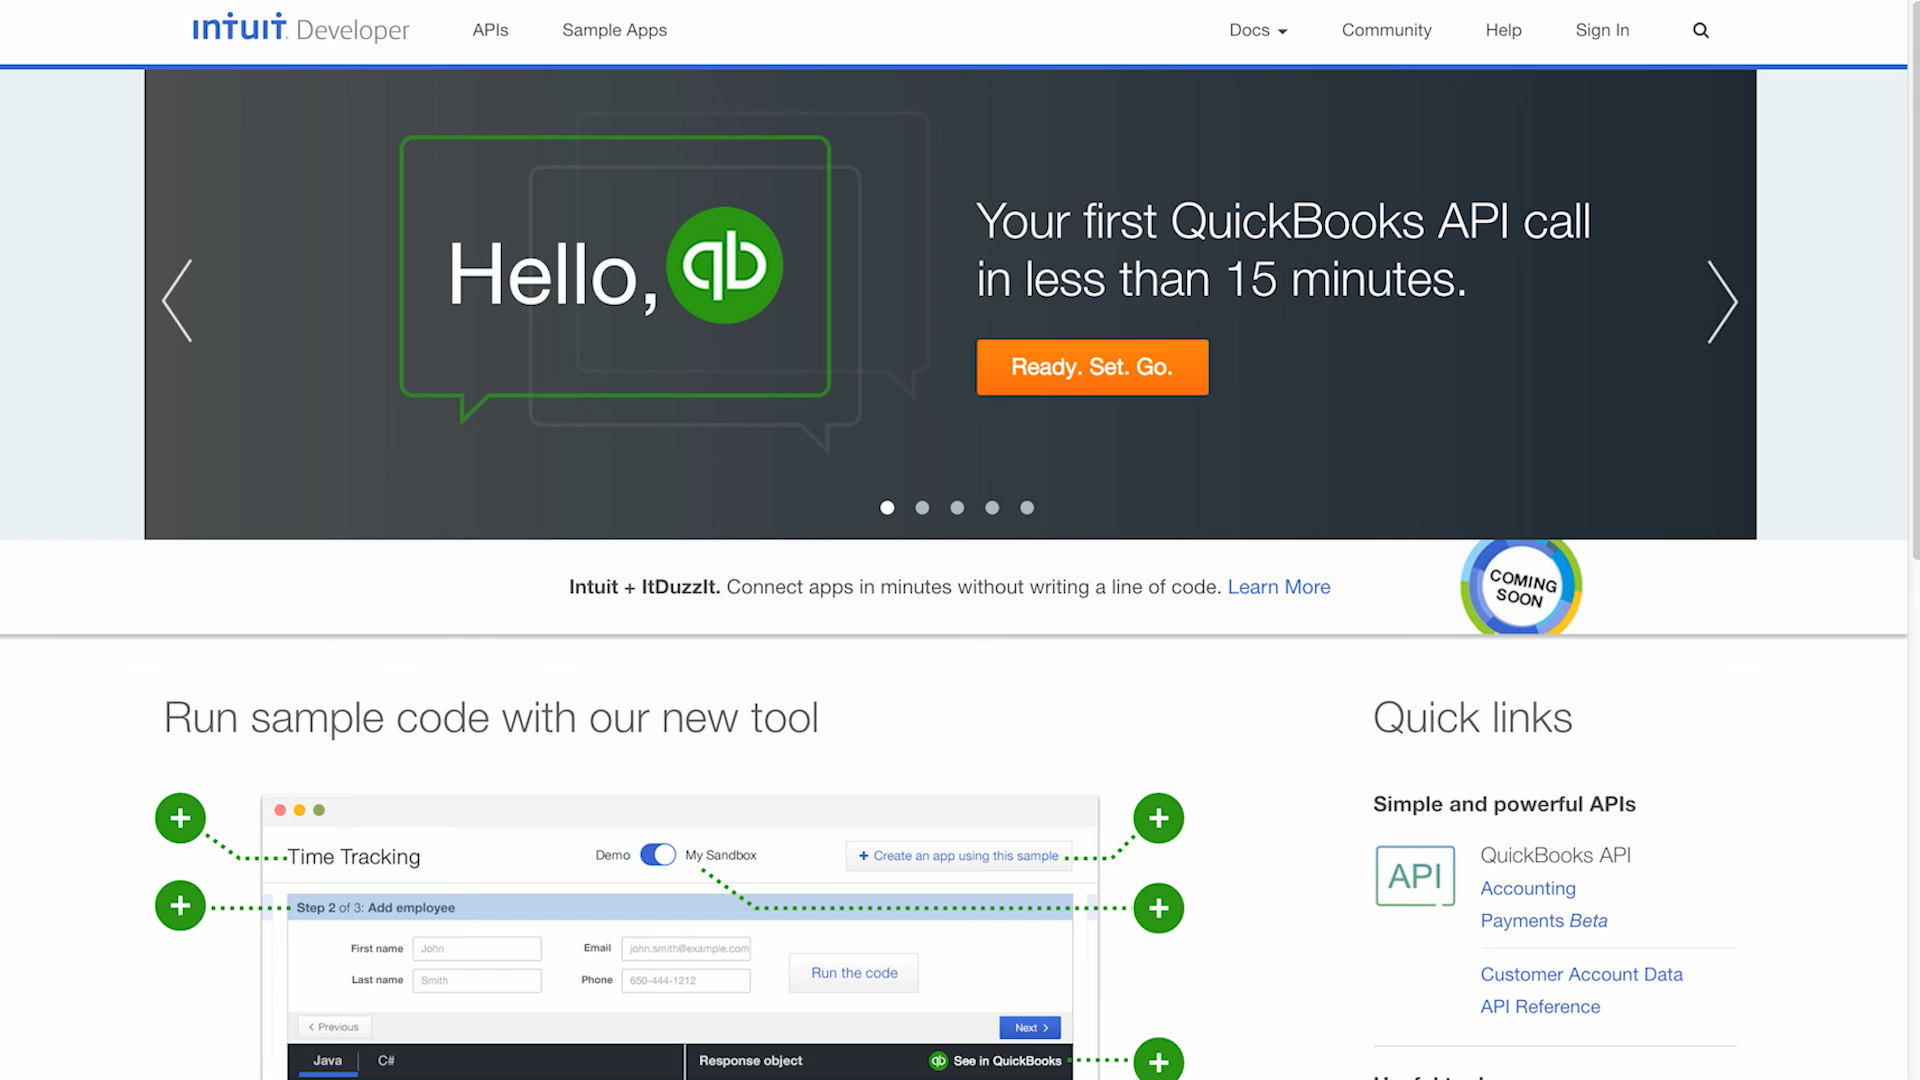 intuit Developer
APIs
Sample Apps
Docs
Community
Help
Sign In
Hello, qb
Your first QuickBooks API call
in less than 15 minutes.
Ready. Set. Go.
Intuit + ItDuzzIt. Connect apps in minutes without writing a line of code. Learn More
COMING
SOON
Run sample code with our new tool
Time Tracking
Demo
My Sandbox
+ Create an app using this sample
Step 2 of 3: Add employee
First name
John
Email
john.smith@example.com
Last name
Smith
Phone
650-444-1212
Run the code
< Previous
Next >
Java
C#
Response object
qb See in QuickBooks
Quick links
Simple and powerful APIs
API
QuickBooks API
Accounting
Payments Beta
Customer Account Data
API Reference